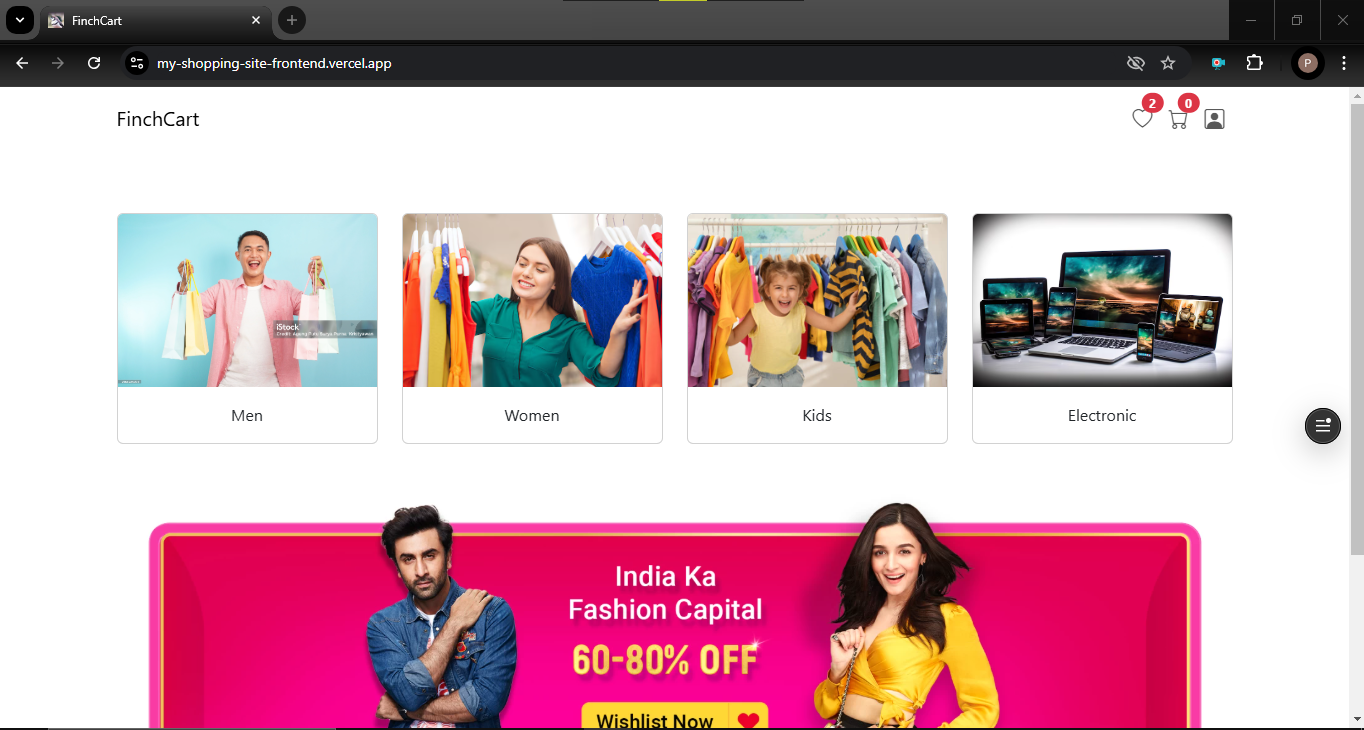 FinchCart
my-shopping-site-frontend.vercel.app
P
FinchCart
2
0
iStock
Men
Women
Kids
Electronic
India Ka
Fashion Capital
60-80% OFF
Wishlist Now